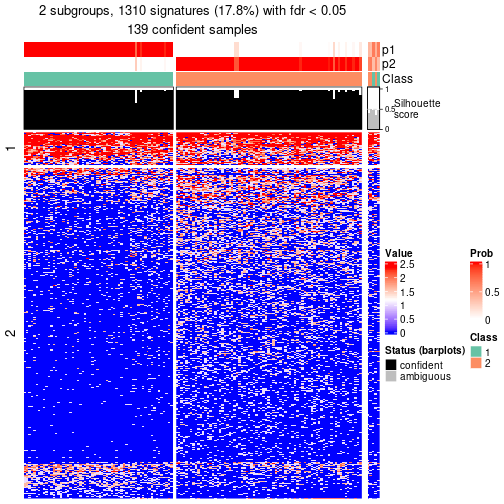 2 subgroups, 1310 signatures (17.8%) with fdr < 0.05
139 confident samples
p1
p2
Class
1
0.5
0
Silhouette
score
1
2
Value
2.5
2
1.5
1
0.5
0
Prob
1
0.5
0
Class
1
2
Status (barplots)
confident
ambiguous